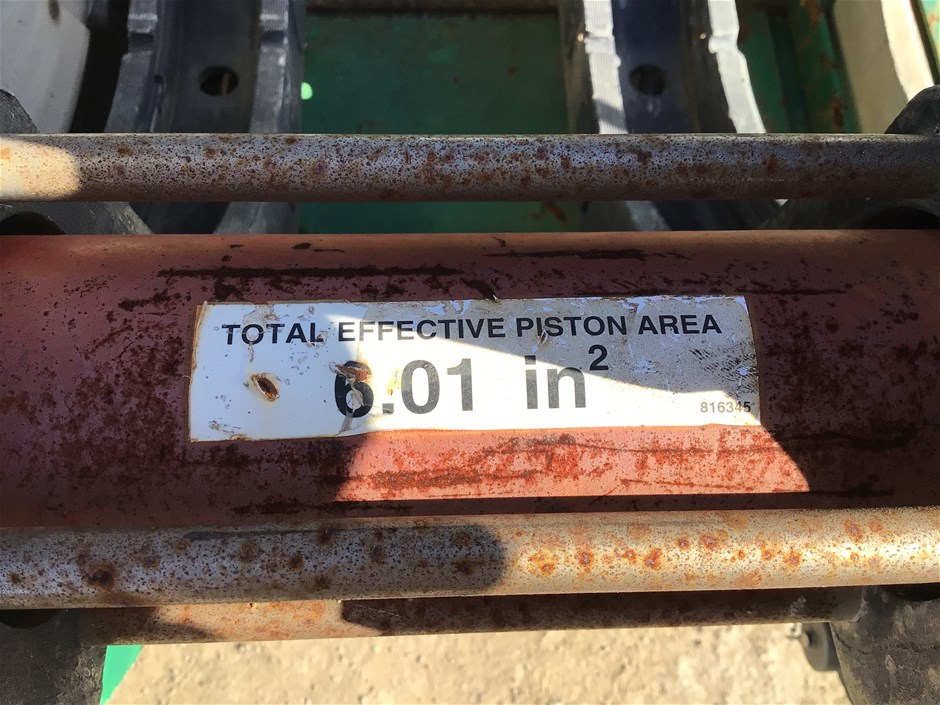 TOTAL EFFECTIVE PISTON AREA
6.01 in²
816345